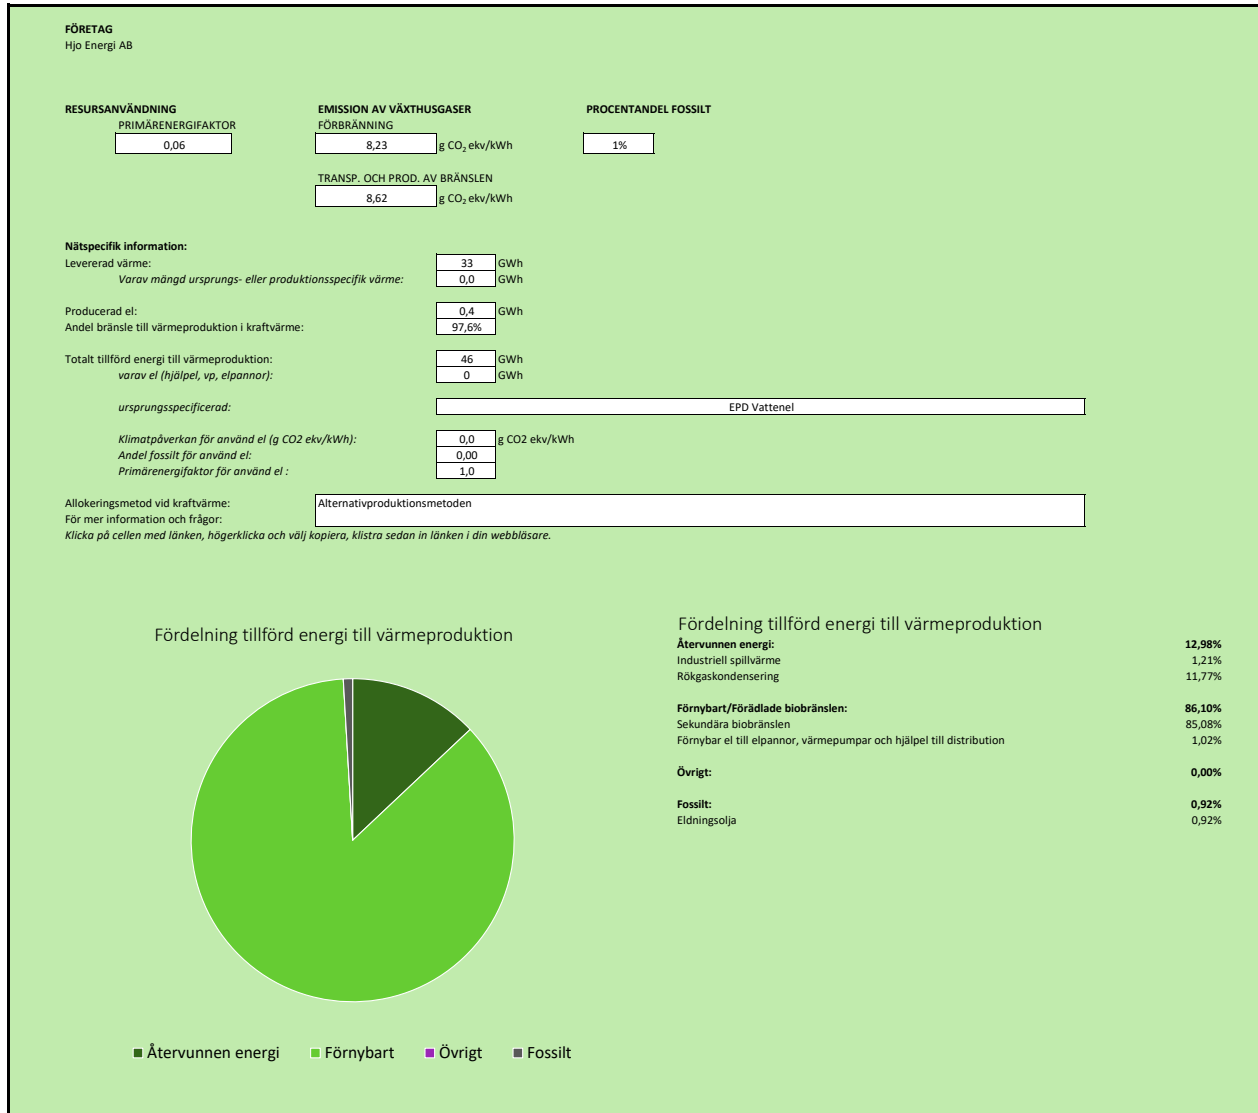 FÖRETAG
Hjo Energi AB
RESURSANVÄNDNING EMISSION AV VÄXTHUSGASER PROCENTANDEL FOSSILT
PRIMÄRENERGIFAKTOR FÖRBRÄNNING
0,06 8,23 g CO₂ ekv/kWh 1%
TRANSP. OCH PROD. AV BRÄNSLEN
8,62 g CO₂ ekv/kWh
Nätspecifik information:
Levererad värme: 33 GWh
Varav mängd ursprungs- eller produktionsspecifik värme: 0,0 GWh
Producerad el: 0,4 GWh
Andel bränsle till värmeproduktion i kraftvärme: 97,6%
Totalt tillförd energi till värmeproduktion: 46 GWh
varav el (hjälpel, vp, elpannor): 0 GWh
ursprungsspecificerad: EPD Vattenel
Klimatpåverkan för använd el (g CO2 ekv/kWh): 0,0 g CO2 ekv/kWh
Andel fossilt för använd el: 0,00
Primärenergifaktor för använd el : 1,0
Allokeringsmetod vid kraftvärme: Alternativproduktionsmetoden
För mer information och frågor:
Klicka på cellen med länken, högerklicka och välj kopiera, klistra sedan in länken i din webbläsare.
Fördelning tillförd energi till värmeproduktion
Återvunnen energi Förnybart Övrigt Fossilt
Fördelning tillförd energi till värmeproduktion
Återvunnen energi: 12,98%
Industriell spillvärme 1,21%
Rökgaskondensering 11,77%
Förnybart/Förädlade biobränslen: 86,10%
Sekundära biobränslen 85,08%
Förnybar el till elpannor, värmepumpar och hjälpel till distribution 1,02%
Övrigt: 0,00%
Fossilt: 0,92%
Eldningsolja 0,92%